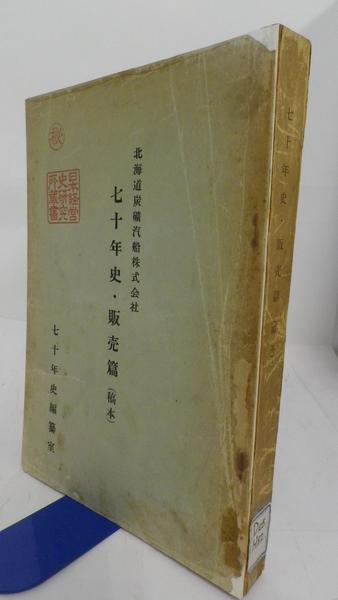 北海道炭礦汽船株式会社
七十年史・販売篇(稿本)
七十年史編纂室
秘
日本経営
史研究
所蔵書
七十年史・販売篇